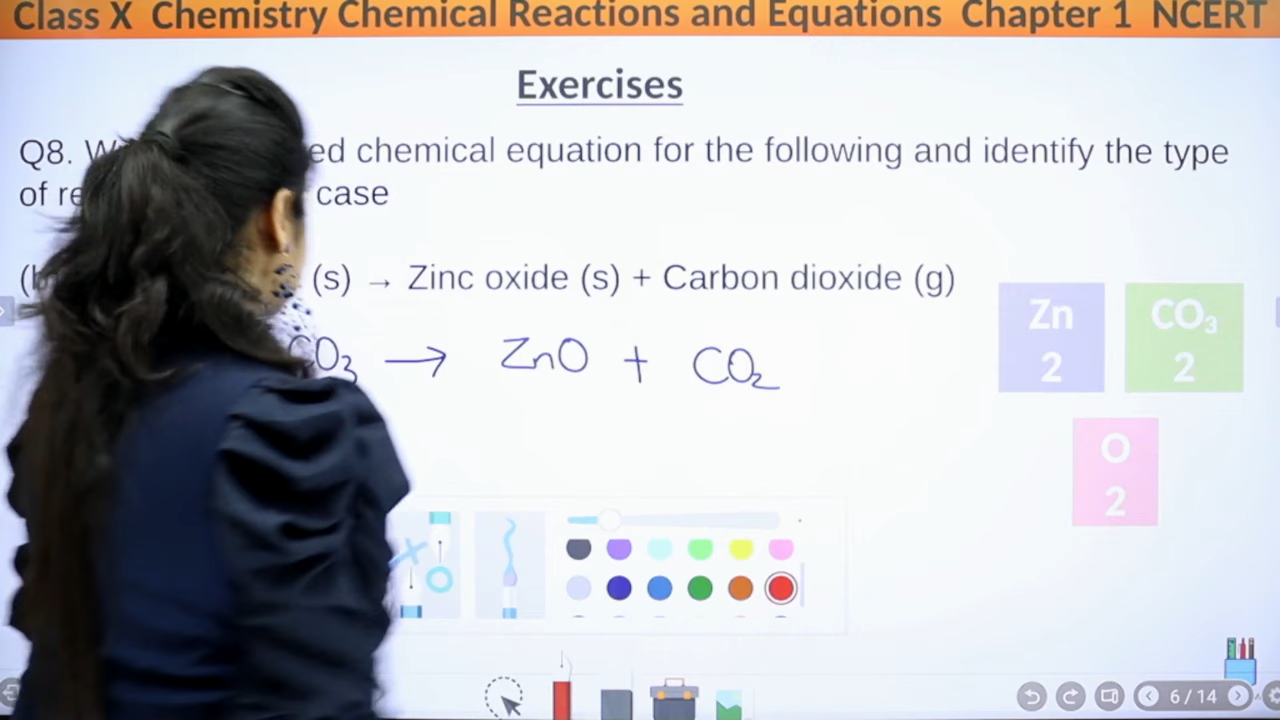 Class X Chemistry Chemical Reactions and Equations Chapter 1 NCERT
Exercises
Q8. ed chemical equation for the following and identify the type
of case
(s) → Zinc oxide (s) + Carbon dioxide (g)
CO₃ → ZnO + CO₂
Zn CO₃
2 2
O
2
6 / 14